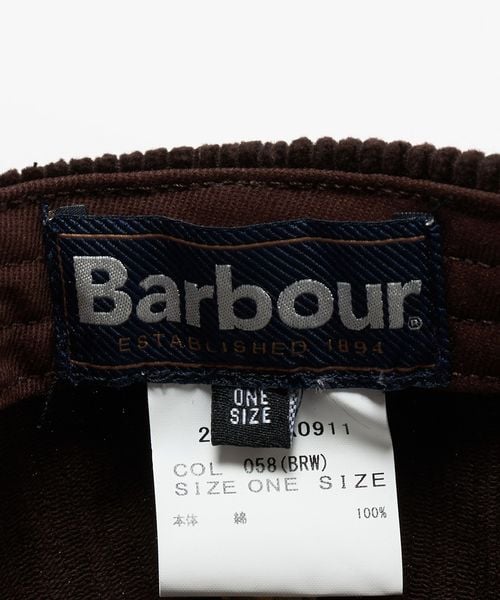 Barbour®
ESTABLISHED 1894
ONE
SIZE
COL 058(BRW)
SIZE ONE SIZE
本体 綿 100%